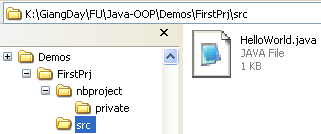 K:\GiangDay\FU\Java-OOP\Demos\FirstPrj\src
Demos
FirstPrj
nbproject
private
src
HelloWorld.java
JAVA File
1 KB